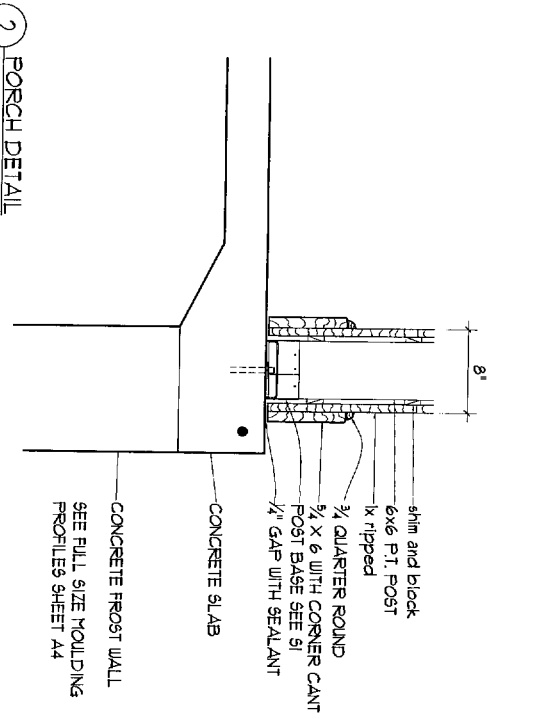 8"
shim and block
6x6 P.T. POST
1x ripped
3/4 QUARTER ROUND
5/4 X 6 WITH CORNER CANT
POST BASE SEE S1
1/4" GAP WITH SEALANT
CONCRETE SLAB
CONCRETE FROST WALL
SEE FULL SIZE MOULDING
PROFILES SHEET A4
2 PORCH DETAIL